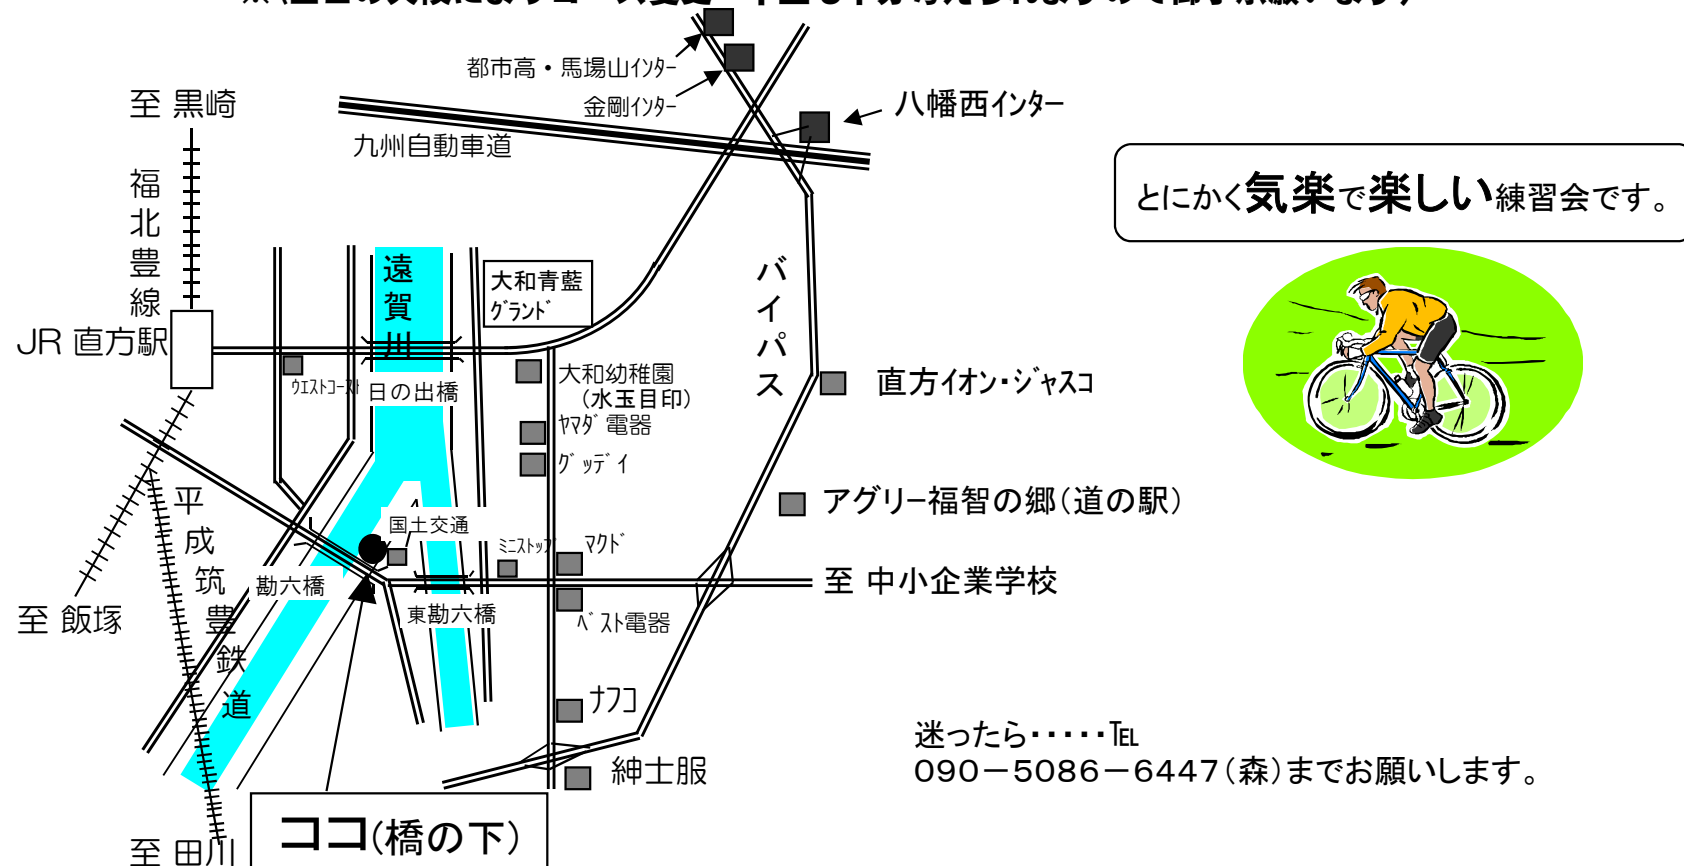 都市高・馬場山ｲﾝﾀｰ
金剛ｲﾝﾀｰ
八幡西インター
至 黒崎
九州自動車道
福北豊線
とにかく気楽で楽しい練習会です。
遠賀川
大和青藍
ｸﾞﾗﾝﾄﾞ
バイパス
JR 直方駅
ｳｴｽﾄｺｰｽﾄ
日の出橋
大和幼稚園
(水玉目印)
直方イオン・ジャスコ
ﾔﾏﾀﾞ電器
ｸﾞｯﾃﾞｲ
平成筑豊鉄道
アグリー福智の郷(道の駅)
国土交通
ﾐﾆｽﾄｯﾌﾟ
ﾏｸﾄﾞ
勘六橋
至 中小企業学校
至 飯塚
東勘六橋
ﾍﾞｽﾄ電器
ナフコ
迷ったら・・・・・℡
090－5086－6447(森)までお願いします。
紳士服
ココ(橋の下)
至 田川